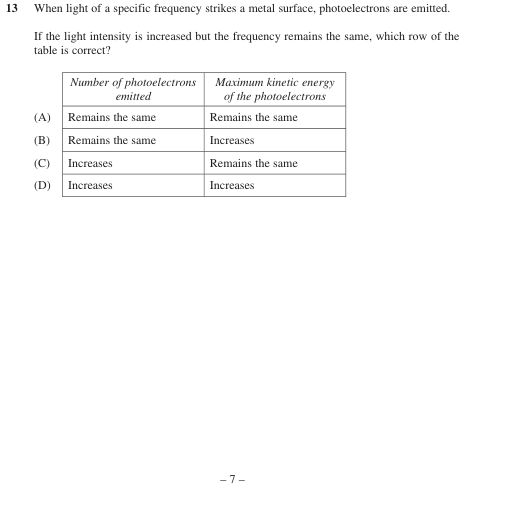 13 When light of a specific frequency strikes a metal surface, photoelectrons are emitted.
If the light intensity is increased but the frequency remains the same, which row of the
table is correct?
Number of photoelectrons emitted Maximum kinetic energy of the photoelectrons
(A) Remains the same Remains the same
(B) Remains the same Increases
(C) Increases Remains the same
(D) Increases Increases
– 7 –